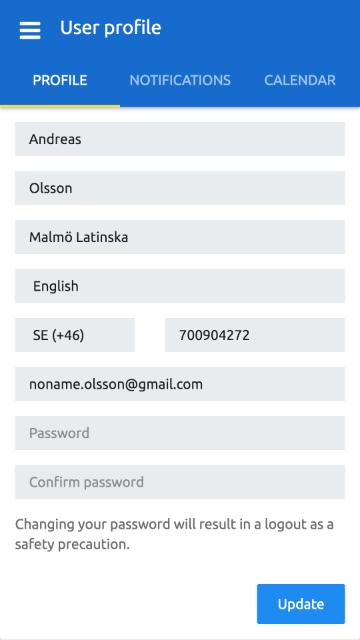 User profile
PROFILE NOTIFICATIONS CALENDAR
Andreas
Olsson
Malmö Latinska
English
SE (+46) 700904272
noname.olsson@gmail.com
Password
Confirm password
Changing your password will result in a logout as a
safety precaution.
Update